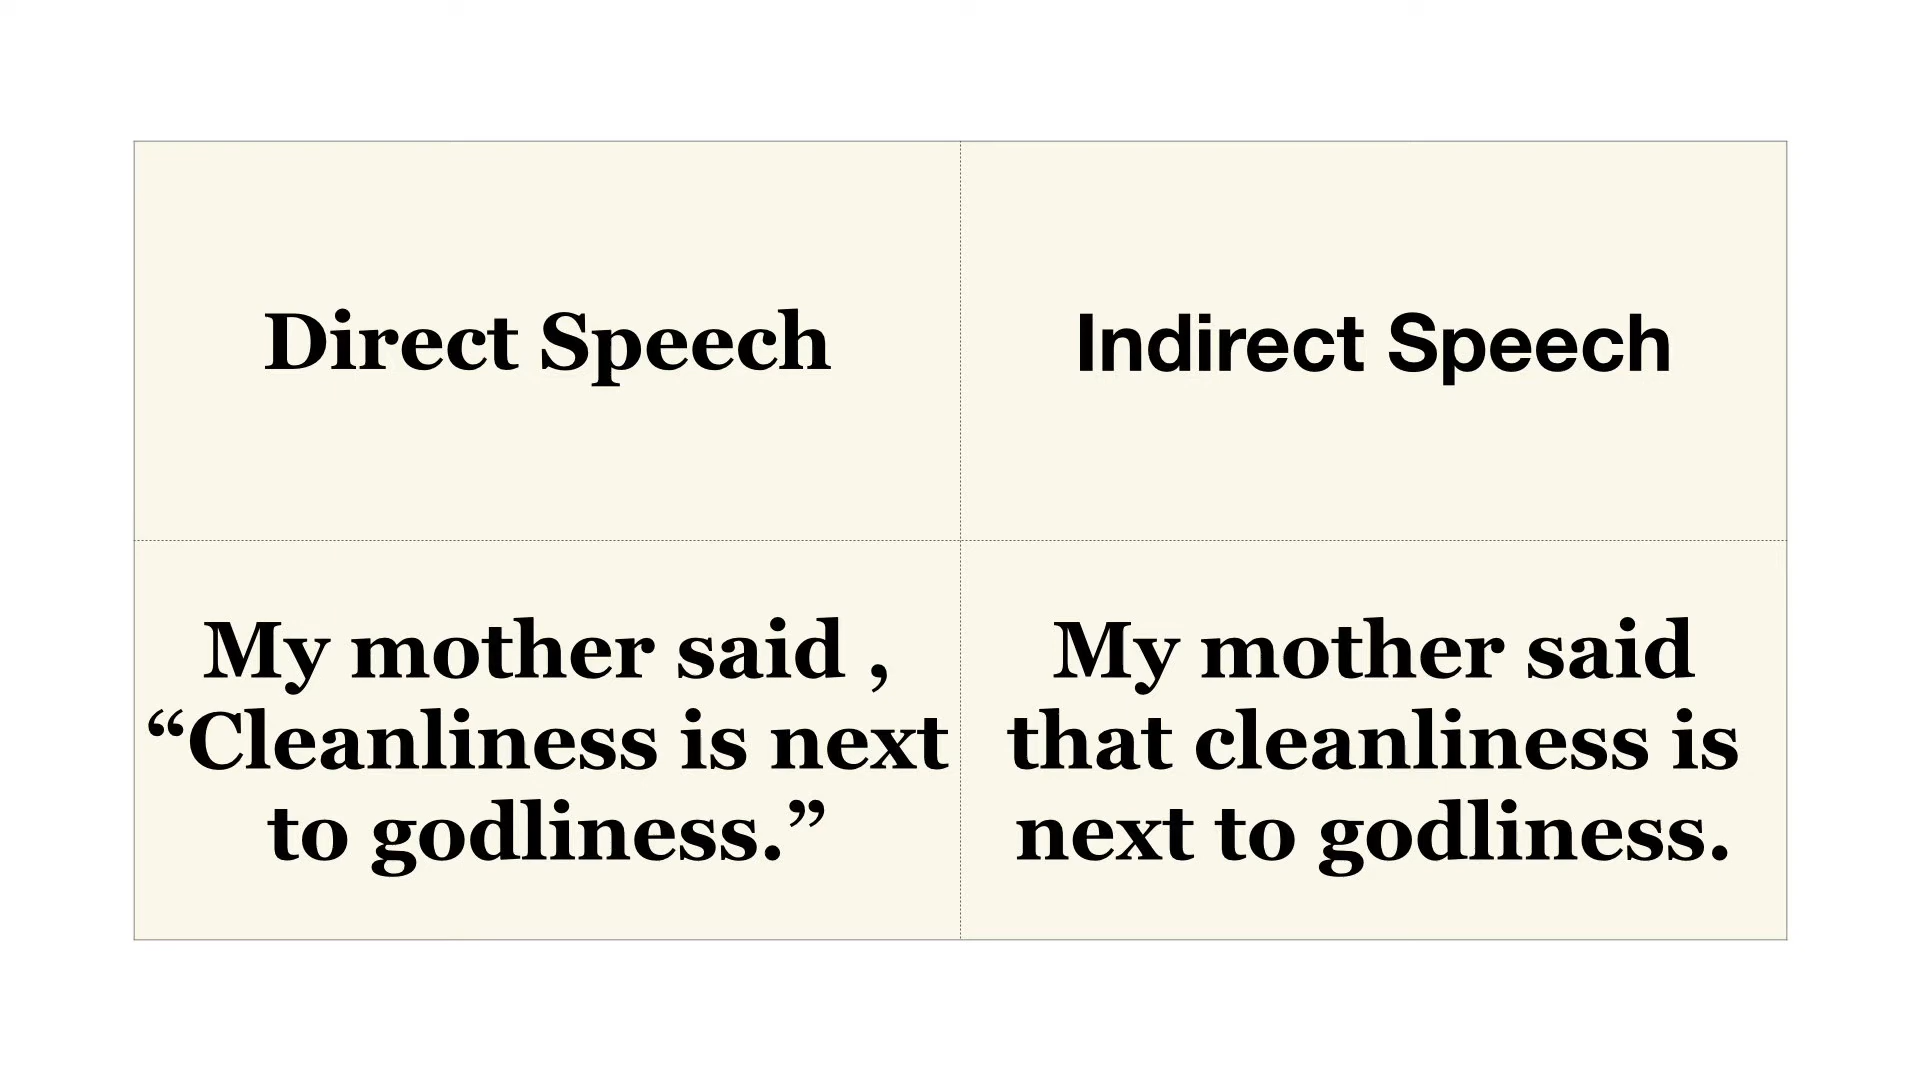 Direct Speech
Indirect Speech
My mother said ,
“Cleanliness is next
to godliness.”
My mother said
that cleanliness is
next to godliness.